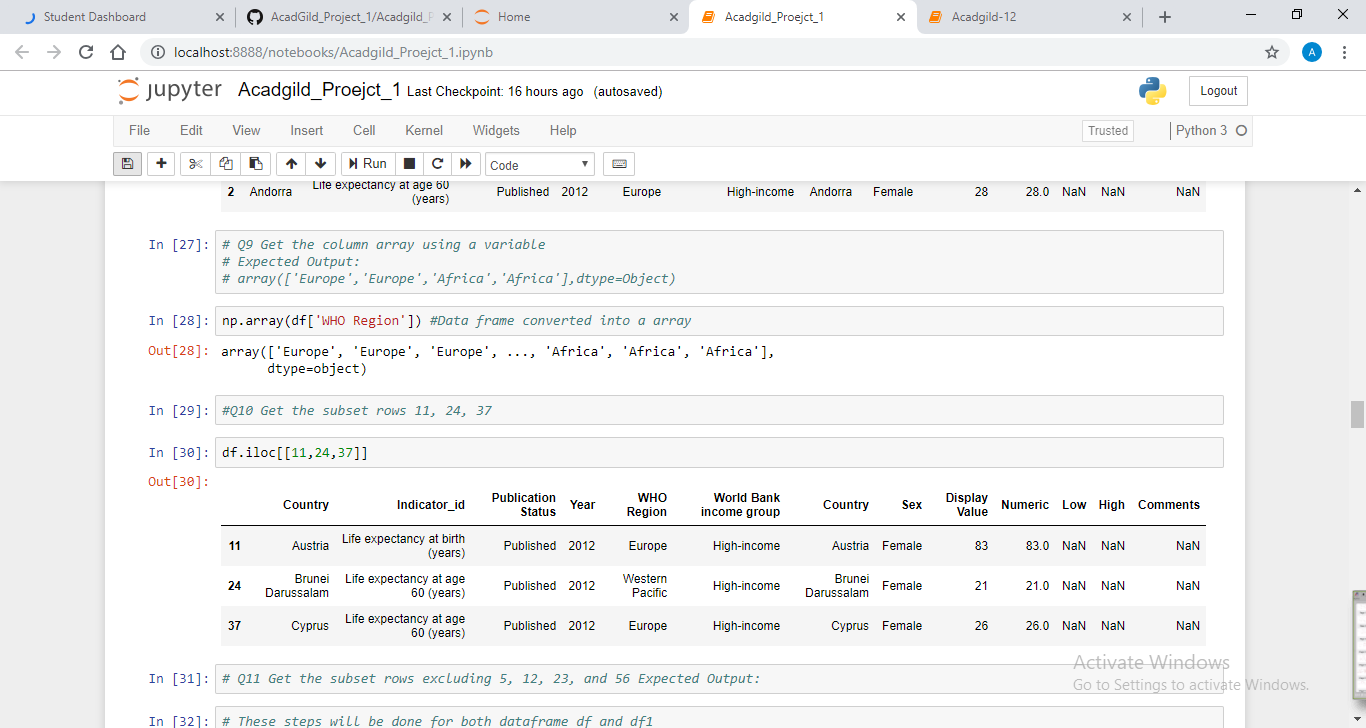 Student Dashboard
AcadGild_Project_1/Acadgild_P
Home
Acadgild_Proejct_1
Acadgild-12
localhost:8888/notebooks/Acadgild_Proejct_1.ipynb
A
jupyter Acadgild_Proejct_1 Last Checkpoint: 16 hours ago (autosaved)
Logout
File Edit View Insert Cell Kernel Widgets Help
Trusted
Python 3
Run
Code
2 Andorra Life expectancy at age 60 (years) Published 2012 Europe High-income Andorra Female 28 28.0 NaN NaN NaN
In [27]: # Q9 Get the column array using a variable
# Expected Output:
# array(['Europe','Europe','Africa','Africa'],dtype=Object)
In [28]: np.array(df['WHO Region']) #Data frame converted into a array
Out[28]: array(['Europe', 'Europe', 'Europe', ..., 'Africa', 'Africa', 'Africa'],
dtype=object)
In [29]: #Q10 Get the subset rows 11, 24, 37
In [30]: df.iloc[[11,24,37]]
Out[30]:
Country Indicator_id Publication Status Year WHO Region World Bank income group Country Sex Display Value Numeric Low High Comments
11 Austria Life expectancy at birth (years) Published 2012 Europe High-income Austria Female 83 83.0 NaN NaN NaN
24 Brunei Darussalam Life expectancy at age 60 (years) Published 2012 Western Pacific High-income Brunei Darussalam Female 21 21.0 NaN NaN NaN
37 Cyprus Life expectancy at age 60 (years) Published 2012 Europe High-income Cyprus Female 26 26.0 NaN NaN NaN
Activate Windows
Go to Settings to activate Windows.
In [31]: # Q11 Get the subset rows excluding 5, 12, 23, and 56 Expected Output:
In [32]: # These steps will be done for both dataframe df and df1